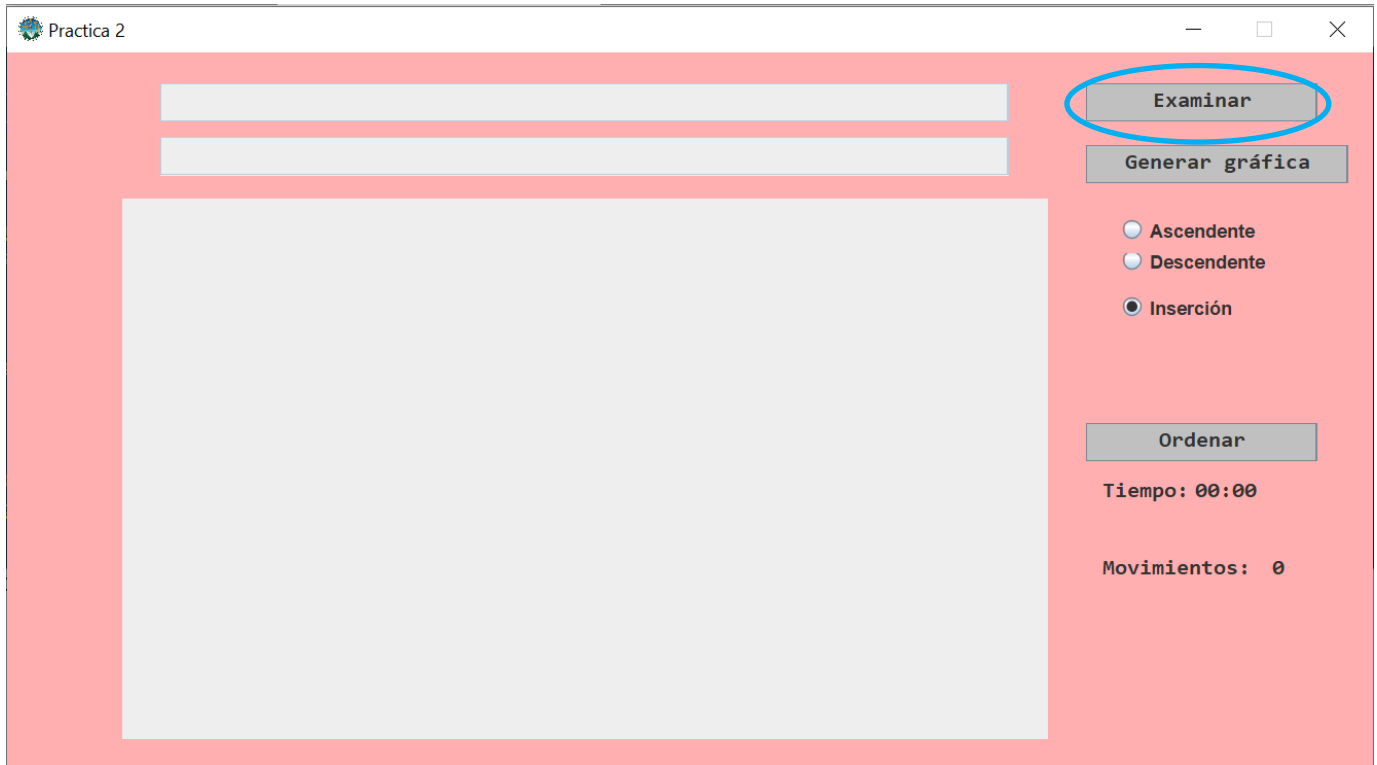 Practica 2
Examinar
Generar gráfica
Ascendente
Descendente
Inserción
Ordenar
Tiempo: 00:00
Movimientos: 0